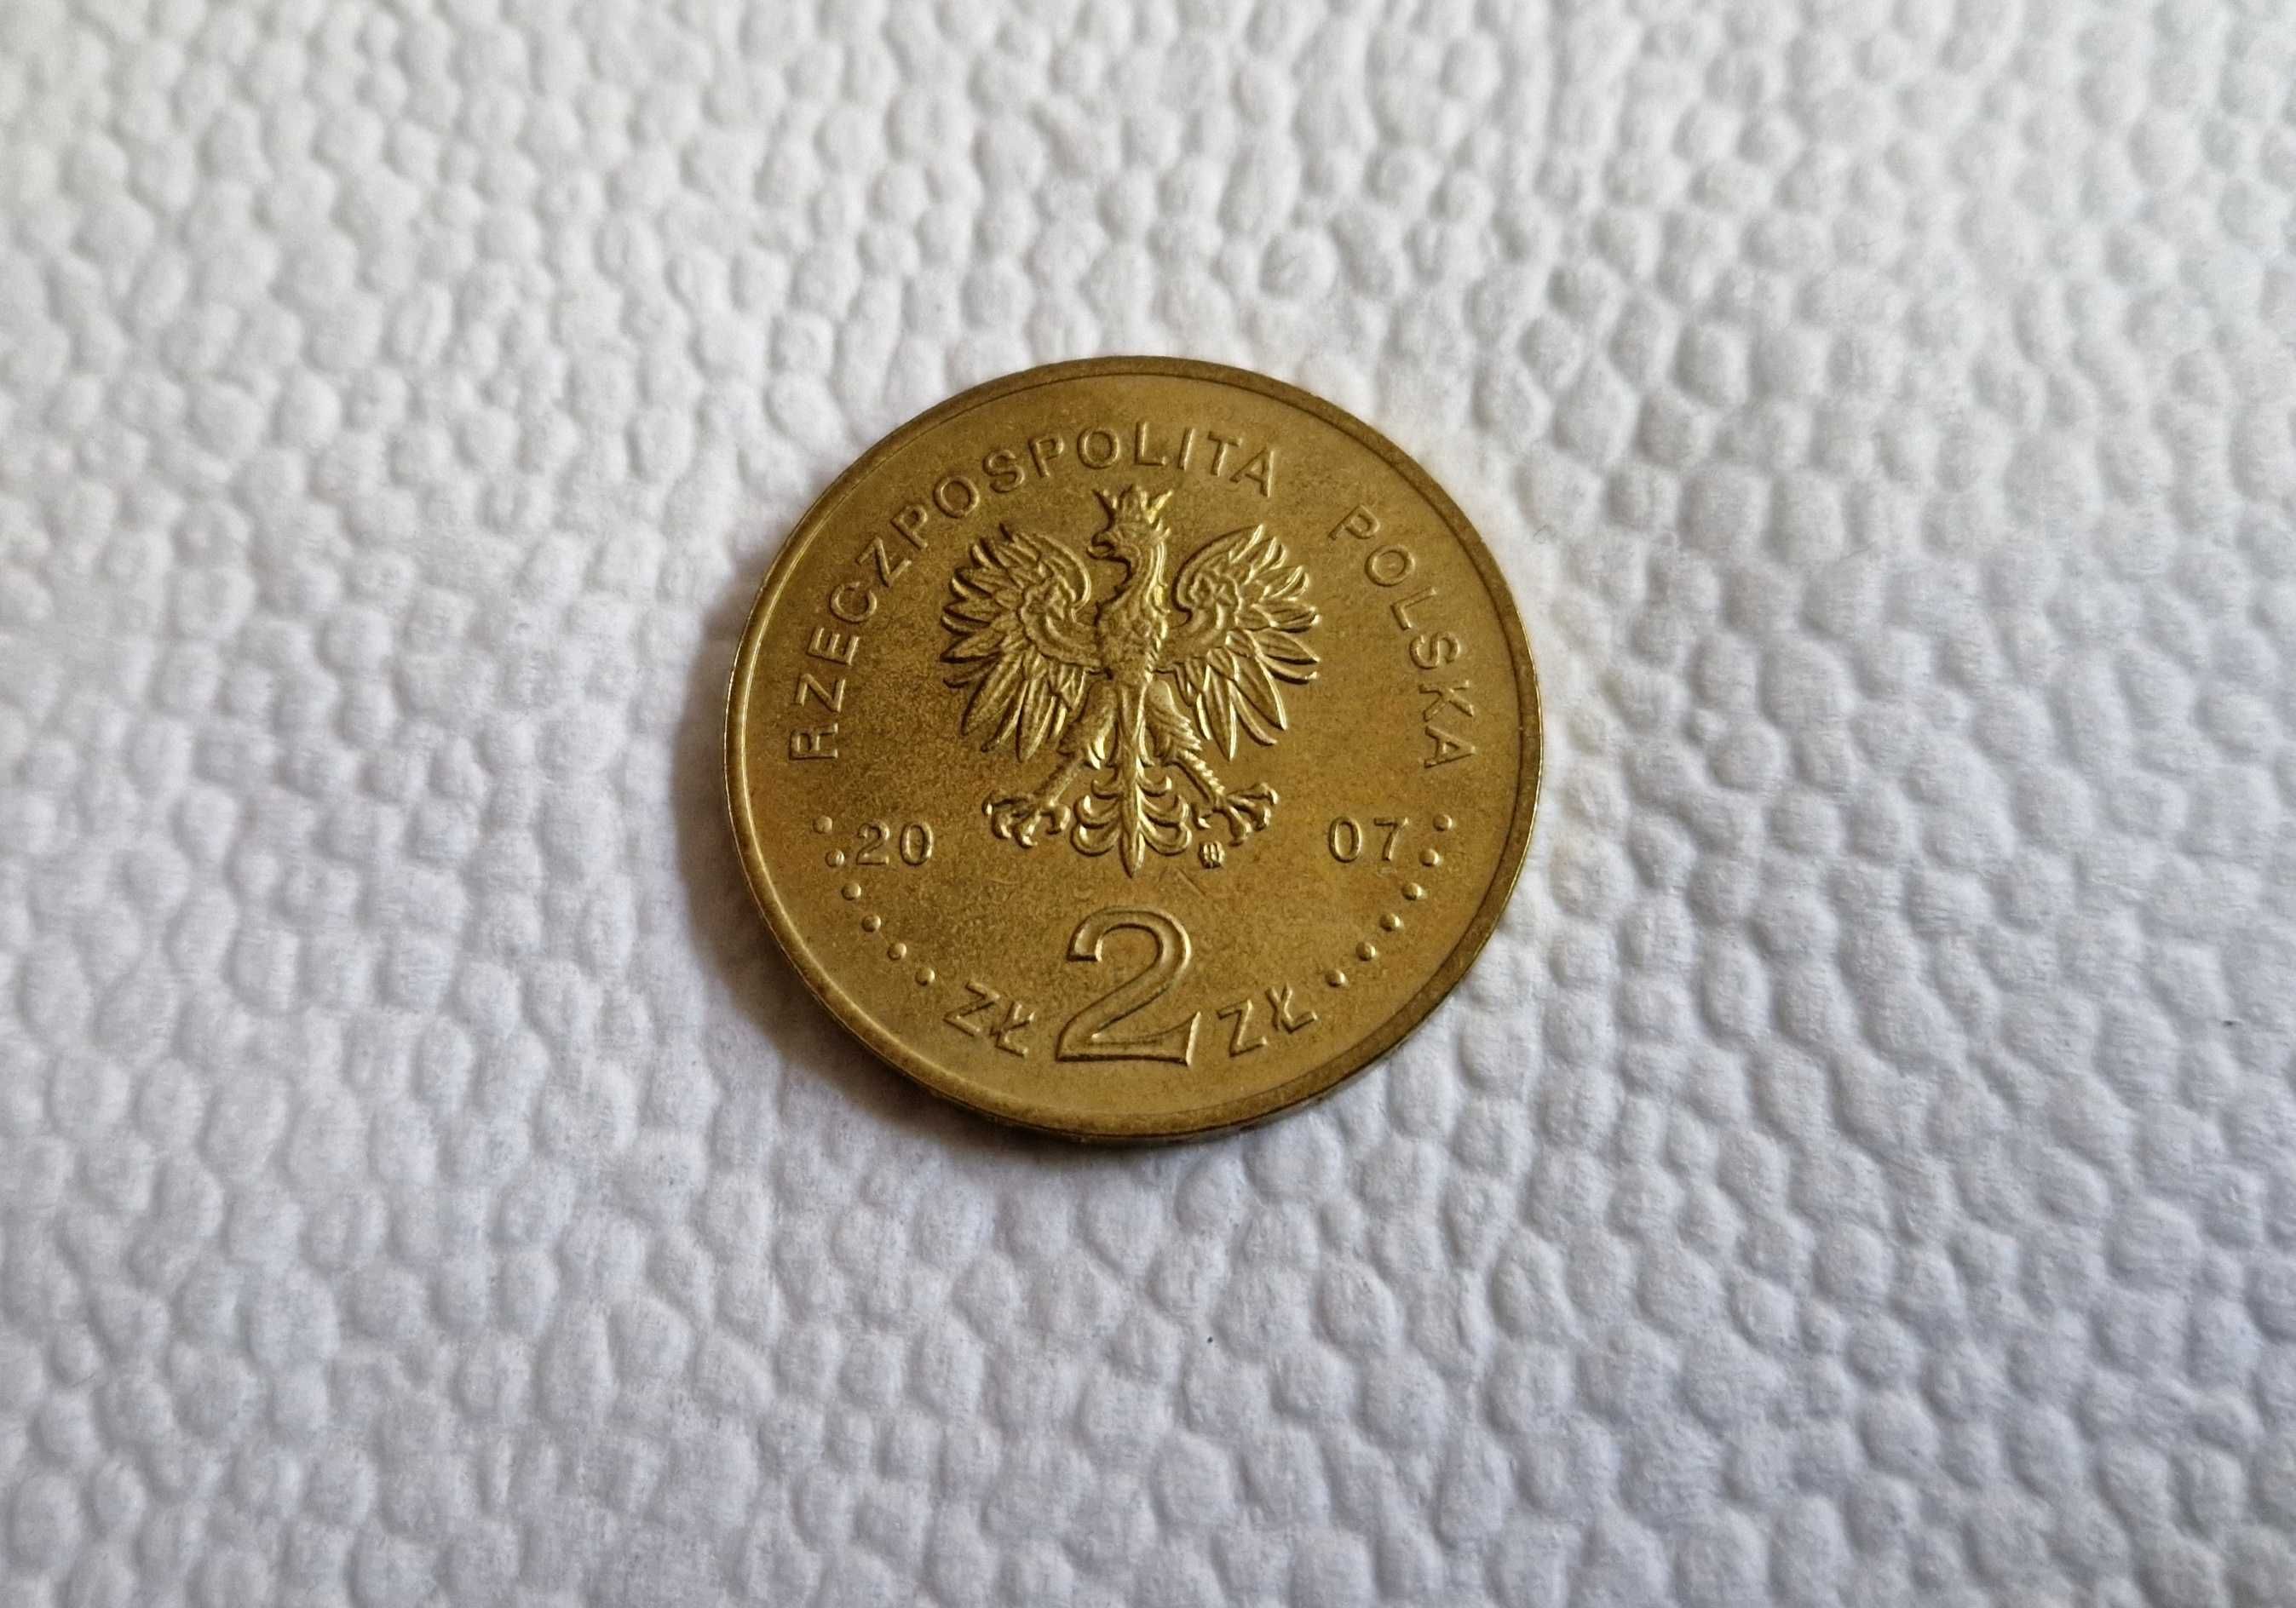 RZECZPOSPOLITA POLSKA
20 07
ZŁ 2 ZŁ